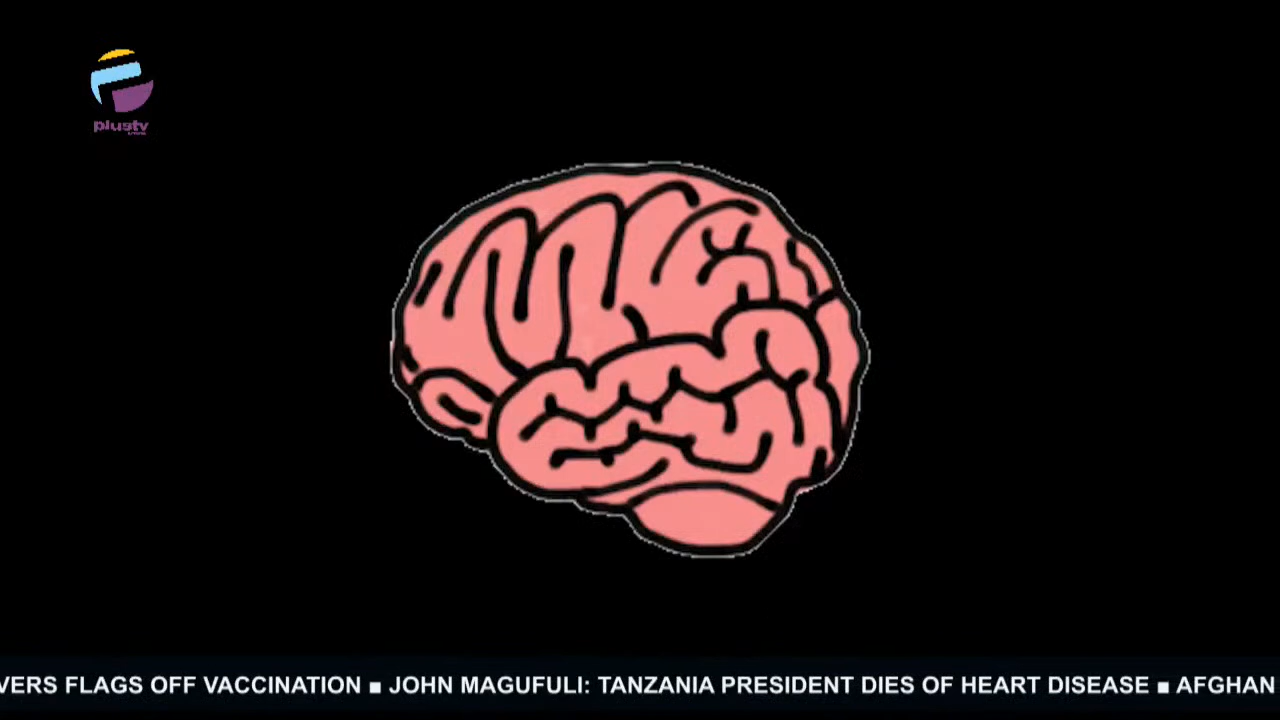 plustv
VERS FLAGS OFF VACCINATION ■ JOHN MAGUFULI: TANZANIA PRESIDENT DIES OF HEART DISEASE ■ AFGHAN